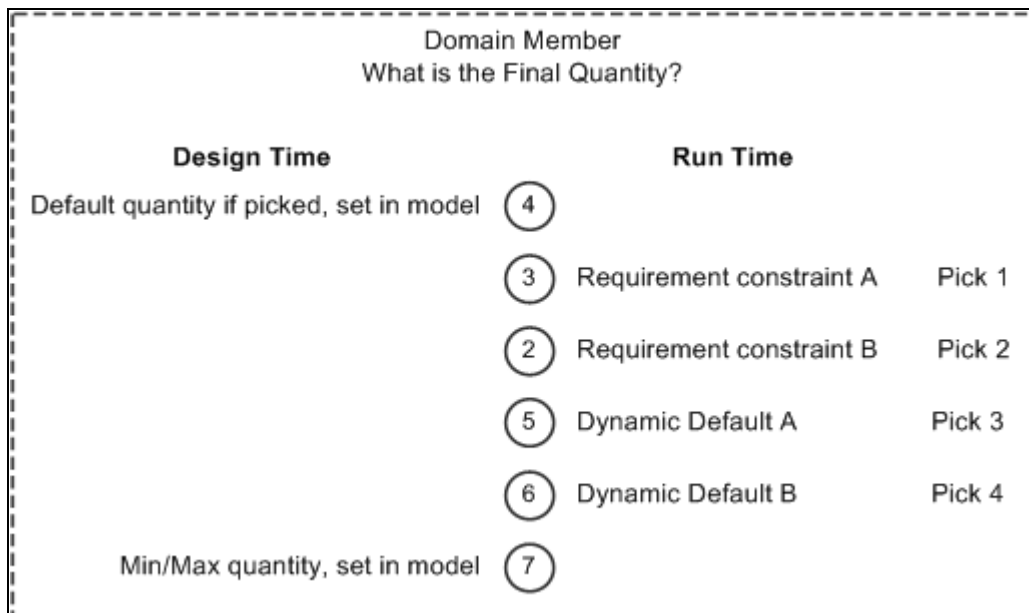 Domain Member
What is the Final Quantity?
Design Time Run Time
Default quantity if picked, set in model 4
3 Requirement constraint A Pick 1
2 Requirement constraint B Pick 2
5 Dynamic Default A Pick 3
6 Dynamic Default B Pick 4
Min/Max quantity, set in model 7